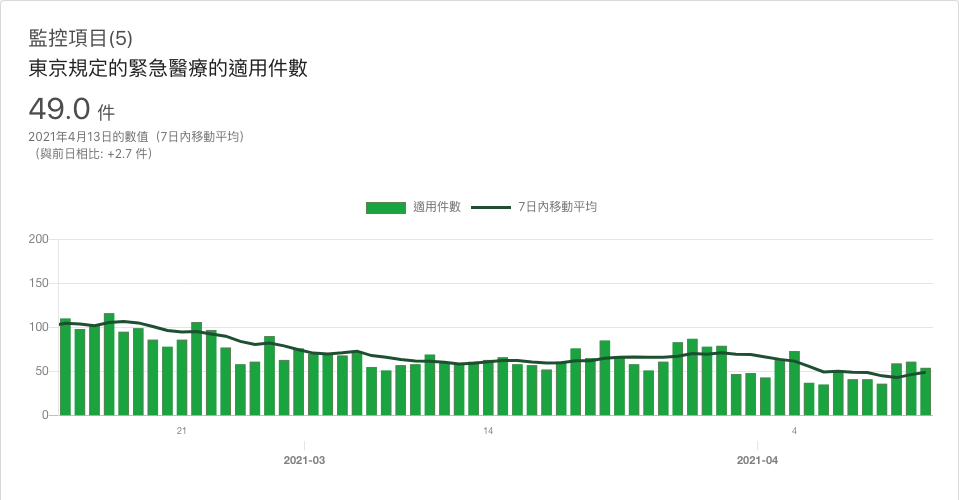 監控項目(5)
東京規定的緊急醫療的適用件數
49.0 件
2021年4月13日的數值（7日內移動平均）
（與前日相比: +2.7 件）
適用件數 7日內移動平均
200
150
100
50
0
21 14 4
2021-03 2021-04